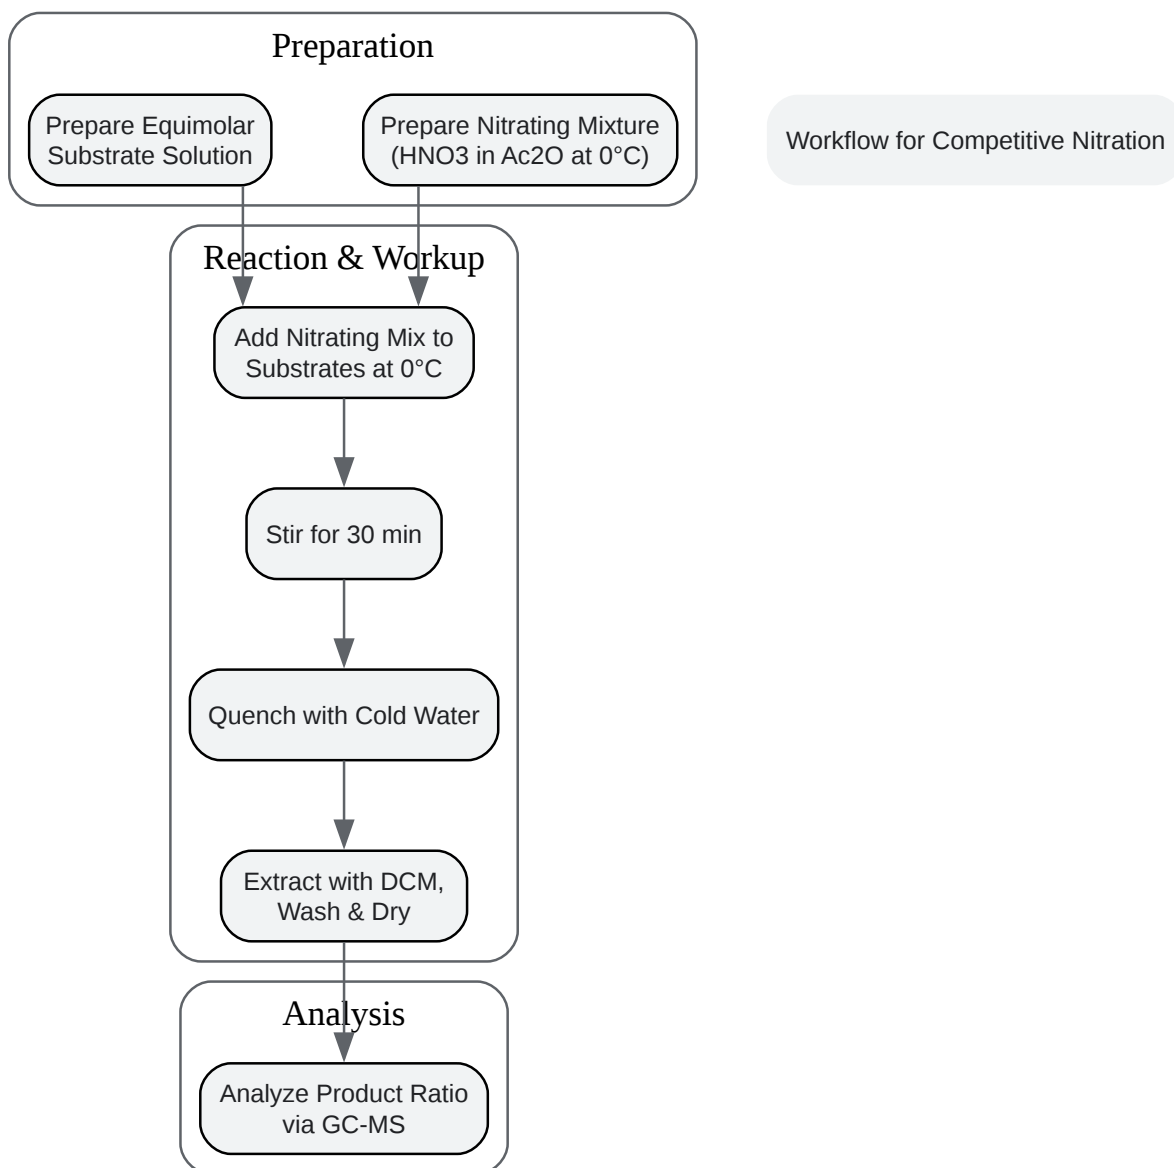 Preparation
Prepare Equimolar
Substrate Solution
Prepare Nitrating Mixture
(HNO3 in Ac2O at 0°C)
Workflow for Competitive Nitration
Reaction & Workup
Add Nitrating Mix to
Substrates at 0°C
Stir for 30 min
Quench with Cold Water
Extract with DCM,
Wash & Dry
Analysis
Analyze Product Ratio
via GC-MS